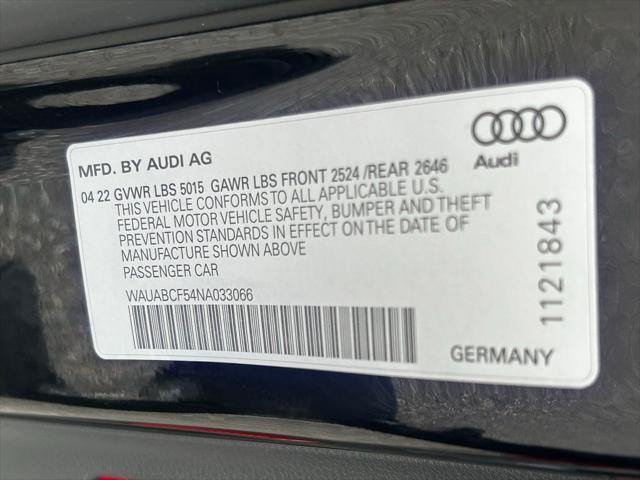 MFD. BY AUDI AG
04 22 GVWR LBS 5015 GAWR LBS FRONT 2524 /REAR 2646
THIS VEHICLE CONFORMS TO ALL APPLICABLE U.S.
FEDERAL MOTOR VEHICLE SAFETY, BUMPER AND THEFT
PREVENTION STANDARDS IN EFFECT ON THE DATE OF
MANUFACTURE SHOWN ABOVE
PASSENGER CAR
WAUABCF54NA033066
Audi
1121843
GERMANY